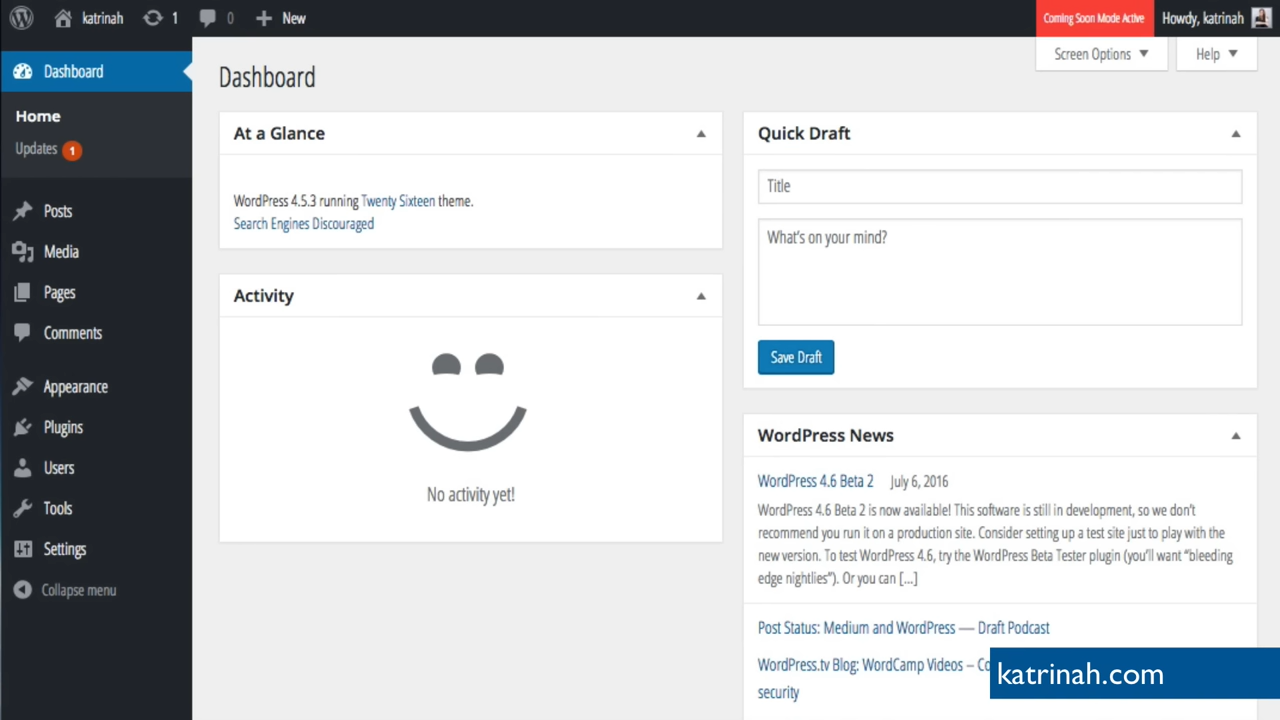 katrinah 1 0 New Coming Soon Mode Active Howdy, katrinah
Screen Options Help
Dashboard
Home
Updates 1
Posts
Media
Pages
Comments
Appearance
Plugins
Users
Tools
Settings
Collapse menu
Dashboard
At a Glance
WordPress 4.5.3 running Twenty Sixteen theme.
Search Engines Discouraged
Activity
No activity yet!
Quick Draft
Title
What's on your mind?
Save Draft
WordPress News
WordPress 4.6 Beta 2 July 6, 2016
WordPress 4.6 Beta 2 is now available! This software is still in development, so we don't
recommend you run it on a production site. Consider setting up a test site just to play with the
new version. To test WordPress 4.6, try the WordPress Beta Tester plugin (you'll want “bleeding
edge nightlies”). Or you can [...]
Post Status: Medium and WordPress — Draft Podcast
WordPress.tv Blog: WordCamp Videos –
security
katrinah.com